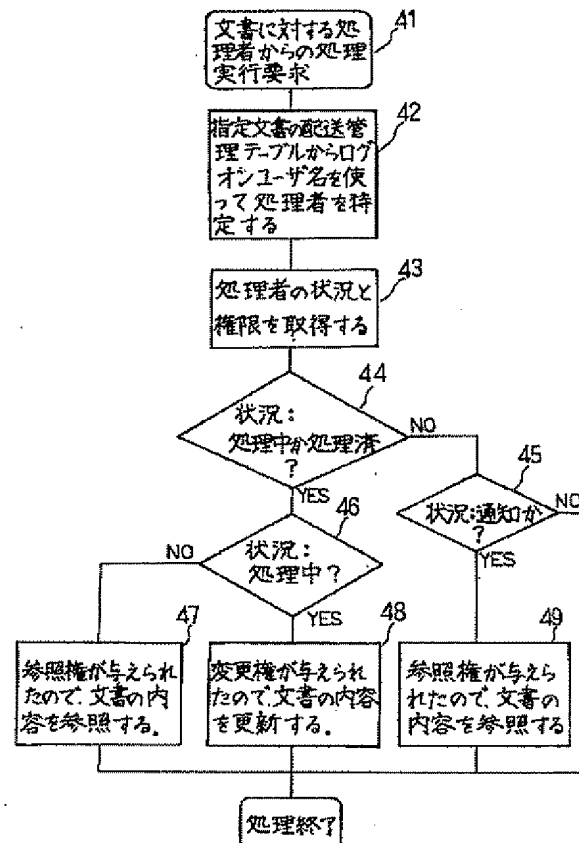 41
文書に対する処
理者からの処理
実行要求
42
指定文書の配送管
理テーブルからログ
オンユーザ名を使
って処理者を特
定する
43
処理者の状況と
権限を取得する
44
状況:
処理中か処理済
?
NO
YES
45
状況:通知か
?
NO
YES
46
状況:
処理中?
NO
YES
47
参照権が与えられ
たので、文書の内
容を参照する。
48
変更権が与えられ
たので、文書の内容
を更新する。
49
参照権が与えら
れたので、文書の
内容を参照する
処理終了